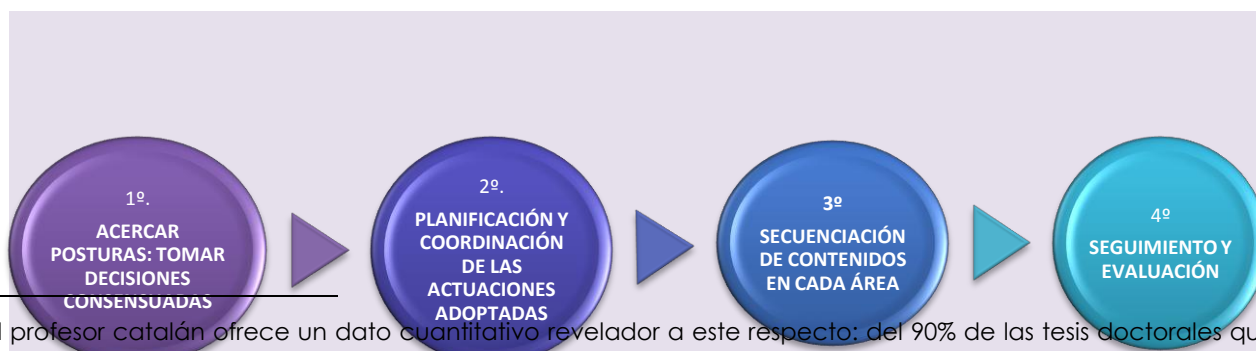 1º.
ACERCAR
POSTURAS: TOMAR
DECISIONES
CONSENSUADAS
2º.
PLANIFICACIÓN Y
COORDINACIÓN
DE LAS
ACTUACIONES
ADOPTADAS
3º
SECUENCIACIÓN
DE CONTENIDOS
EN CADA ÁREA
4º
SEGUIMIENTO Y
EVALUACIÓN
profesor catalán ofrece un dato cuantitativo revelador a este respecto: del 90% de las tesis doctorales